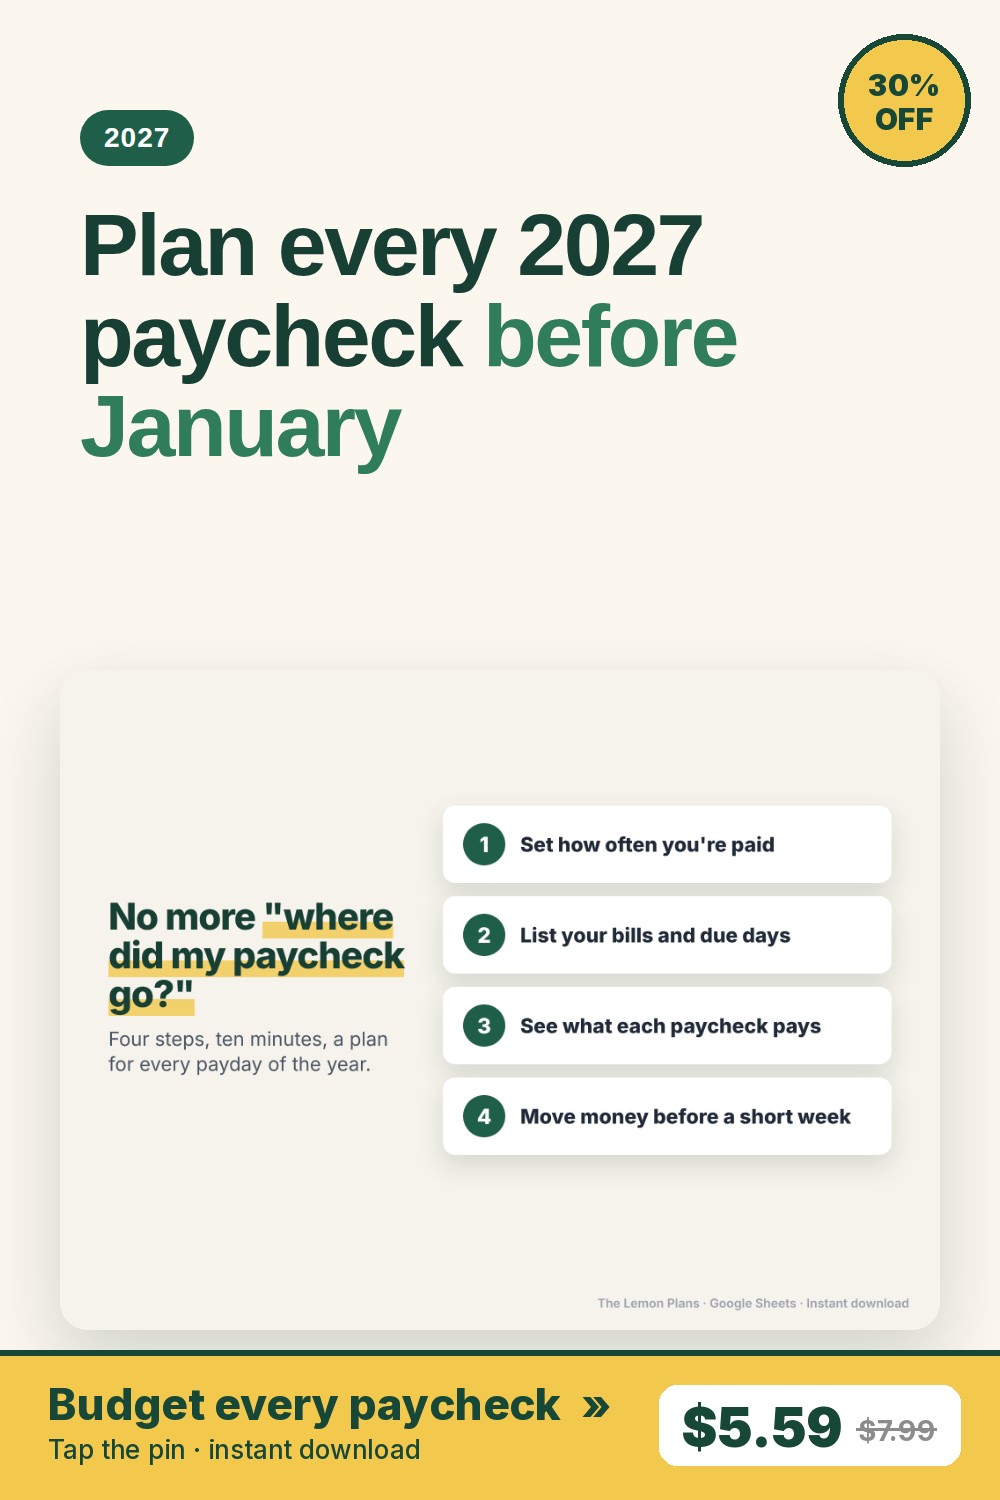 30%
OFF
2027
Plan every 2027
paycheck before
January
No more "where
did my paycheck
go?"
Four steps, ten minutes, a plan
for every payday of the year.
1 Set how often you're paid
2 List your bills and due days
3 See what each paycheck pays
4 Move money before a short week
The Lemon Plans · Google Sheets · Instant download
Budget every paycheck »
Tap the pin · instant download
$5.59 $7.99